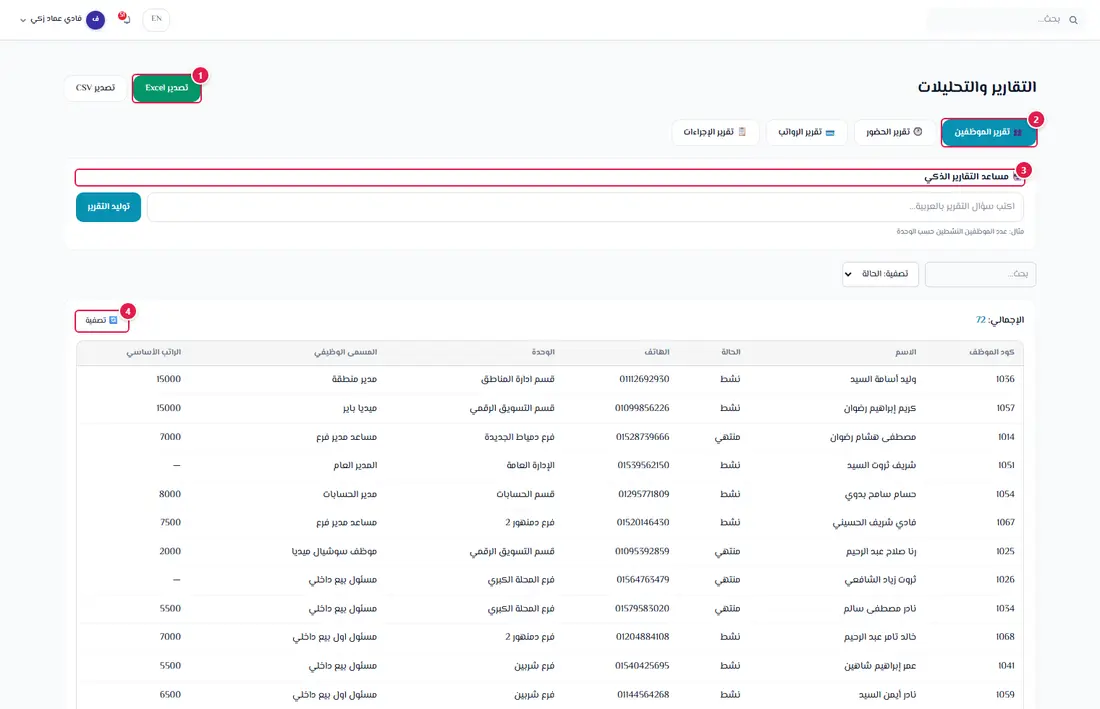 بحث...
EN
51
ف
فادي عماد زكي
التقارير والتحليلات
1
تصدير Excel
تصدير CSV
2
تقرير الموظفين
تقرير الحضور
تقرير الرواتب
تقرير الإجراءات
3
مساعد التقارير الذكي
اكتب سؤال التقرير بالعربية...
توليد التقرير
مثال: عدد الموظفين النشطين حسب الوحدة
بحث...
تصفية: الحالة
الإجمالي: 72
4
تصفية
كود الموظف الاسم الحالة الهاتف الوحدة المسمى الوظيفي الراتب الأساسي
1036 وليد أسامة السيد نشط 01112692930 قسم ادارة المناطق مدير منطقة 15000
1057 كريم إبراهيم رضوان نشط 01099856226 قسم التسويق الرقمي ميديا باير 15000
1014 مصطفى هشام رضوان منتهي 01528739666 فرع دمياط الجديدة مساعد مدير فرع 7000
1051 شريف ثروت السيد نشط 01539562150 الإدارة العامة المدير العام —
1054 حسام سامح بدوي نشط 01295771809 قسم الحسابات مدير الحسابات 8000
1067 فادي شريف الحسيني نشط 01520146430 فرع دمنهور 2 مساعد مدير فرع 7500
1025 رنا صلاح عبد الرحيم منتهي 01095392859 قسم التسويق الرقمي موظف سوشيال ميديا 2000
1026 ثروت زياد الشافعي منتهي 01564763479 فرع المحلة الكبري مسئول بيع داخلي —
1034 نادر مصطفى سالم منتهي 01579583020 فرع المحلة الكبري مسئول بيع داخلي 5500
1068 خالد تامر عبد الرحيم نشط 01204884108 فرع دمنهور 2 مسئول اول بيع داخلي 7000
1041 عمر إبراهيم شاهين نشط 01540425695 فرع شربين مسئول بيع داخلي 5500
1059 نادر أيمن السيد نشط 01144564268 فرع شربين مسئول اول بيع داخلي 6500